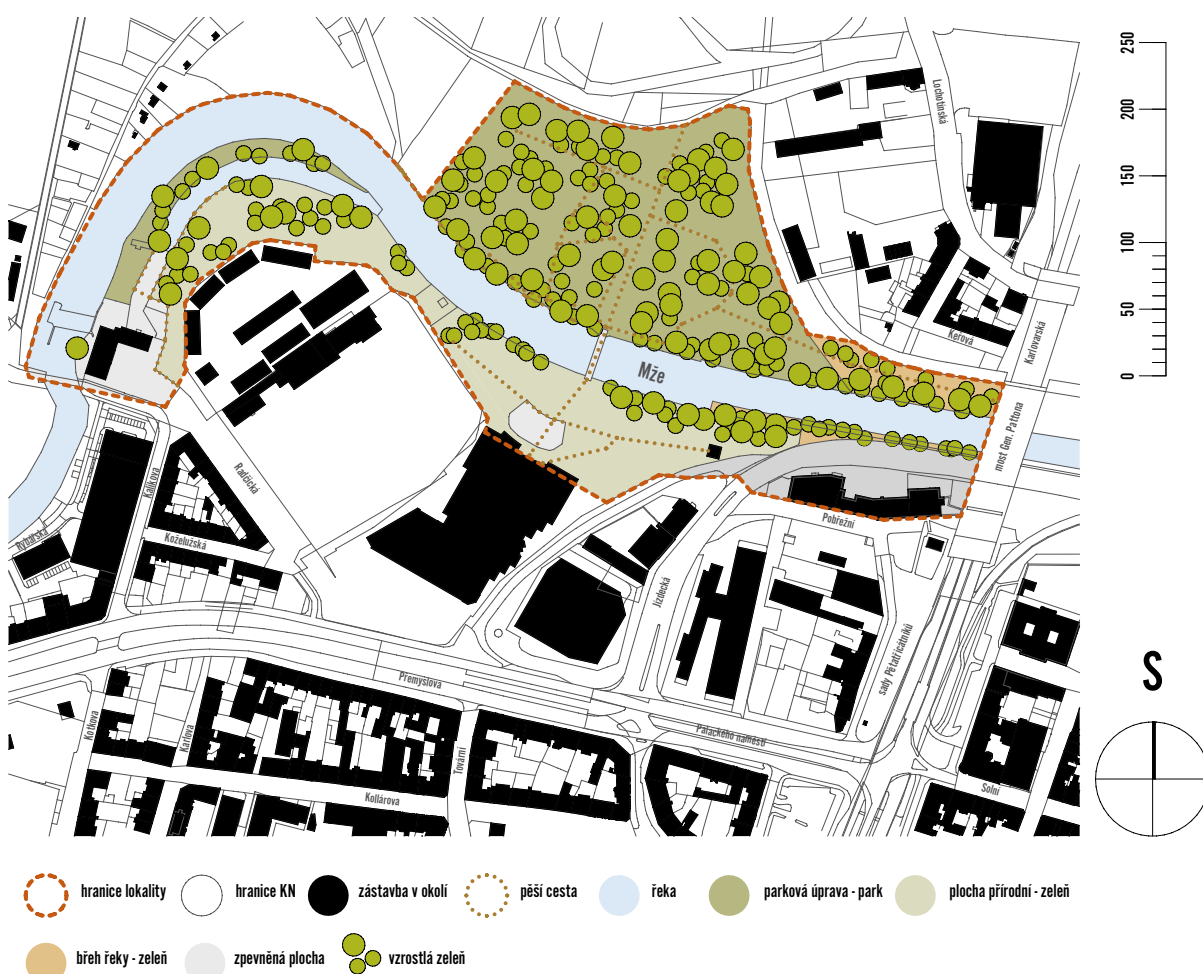 250
200
150
100
50
0
Lochotínská
Karlovarská
Kerová
most Gen. Pattona
Mže
Radčická
Kalikova
Rybářská
Koželužská
Pobřežní
Jízdecká
sady Pětatřicátníků
Přemyslova
Palackého náměstí
Kotkova
Karlova
Tovární
Kollárova
Solní
S
hranice lokality
hranice KN
zástavba v okolí
pěší cesta
řeka
parková úprava - park
plocha přírodní - zeleň
břeh řeky - zeleň
zpevněná plocha
vzrostlá zeleň